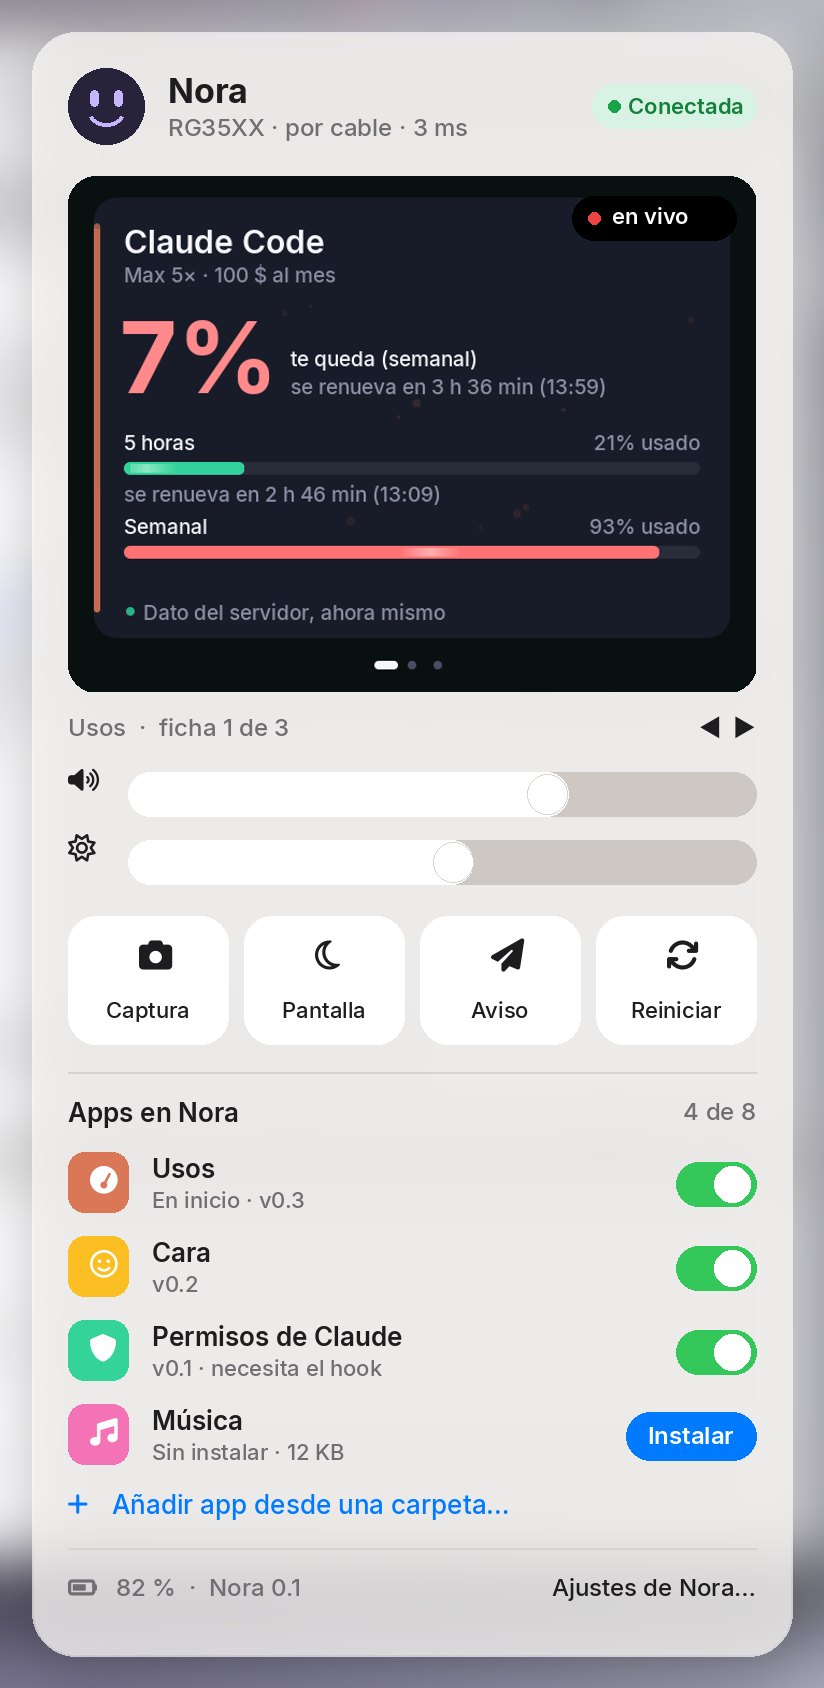 Nora
RG35XX · por cable · 3 ms
Conectada
en vivo
Claude Code
Max 5× · 100 $ al mes
7%
te queda (semanal)
se renueva en 3 h 36 min (13:59)
5 horas
21% usado
se renueva en 2 h 46 min (13:09)
Semanal
93% usado
Dato del servidor, ahora mismo
Usos · ficha 1 de 3
Captura
Pantalla
Aviso
Reiniciar
Apps en Nora
4 de 8
Usos
En inicio · v0.3
Cara
v0.2
Permisos de Claude
v0.1 · necesita el hook
Música
Sin instalar · 12 KB
Instalar
+ Añadir app desde una carpeta...
82 % · Nora 0.1
Ajustes de Nora...